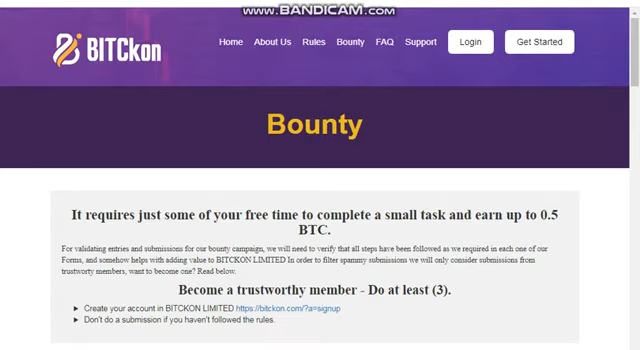 www.BANDICAM.com
BITCkon
Home About Us Rules Bounty FAQ Support Login Get Started
Bounty
It requires just some of your free time to complete a small task and earn up to 0.5
BTC.
For validating entries and submissions for our bounty campaign, we will need to verify that all steps have been followed as we required in each one of our
Forms, and somehow helps with adding value to BITCKON LIMITED In order to filter spammy submissions we will only consider submissions from
trustworthy members, want to become one? Read below.
Become a trustworthy member - Do at least (3).
Create your account in BITCKON LIMITED https://bitckon.com/?a=signup
Don't do a submission if you haven't followed the rules.